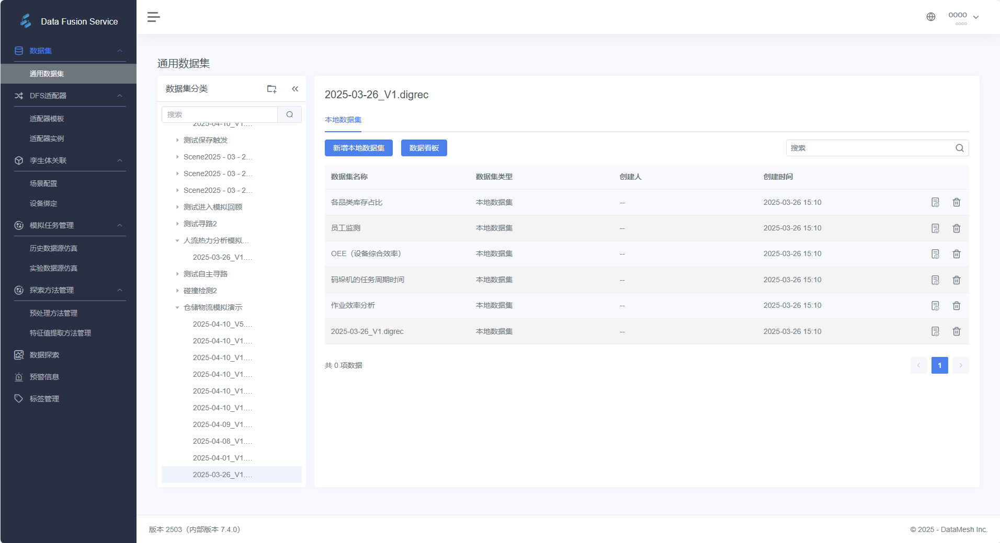 Data Fusion Service
数据集
通用数据集
DFS适配器
适配器模板
适配器实例
孪生体关联
场景配置
设备绑定
模拟任务管理
历史数据源仿真
实验数据源仿真
探索方法管理
预处理方法管理
特征值提取方法管理
数据探索
预警信息
标签管理
oooo
oooo
通用数据集
数据集分类
搜索
2025-04-10_V1....
测试保存触发
Scene2025 - 03 - 2...
Scene2025 - 03 - 2...
Scene2025 - 03 - 2...
测试进入模拟回顾
测试寻路2
人流热力分析模拟...
2025-03-26_V1....
测试自主寻路
碰撞检测2
仓储物流模拟演示
2025-04-10_V5....
2025-04-10_V1....
2025-04-10_V1....
2025-04-10_V1....
2025-04-10_V1....
2025-04-10_V1....
2025-04-09_V1....
2025-04-08_V1....
2025-04-01_V1....
2025-03-26_V1....
2025-03-26_V1.digrec
本地数据集
新增本地数据集 数据看板 搜索
数据集名称 数据集类型 创建人 创建时间
各品类库存占比 本地数据集 -- 2025-03-26 15:10
员工监测 本地数据集 -- 2025-03-26 15:10
OEE（设备综合效率） 本地数据集 -- 2025-03-26 15:10
码垛机的任务周期时间 本地数据集 -- 2025-03-26 15:10
作业效率分析 本地数据集 -- 2025-03-26 15:10
2025-03-26_V1.digrec 本地数据集 -- 2025-03-26 15:10
共 0 项数据 1
版本 2503（内部版本 7.4.0） © 2025 - DataMesh Inc.